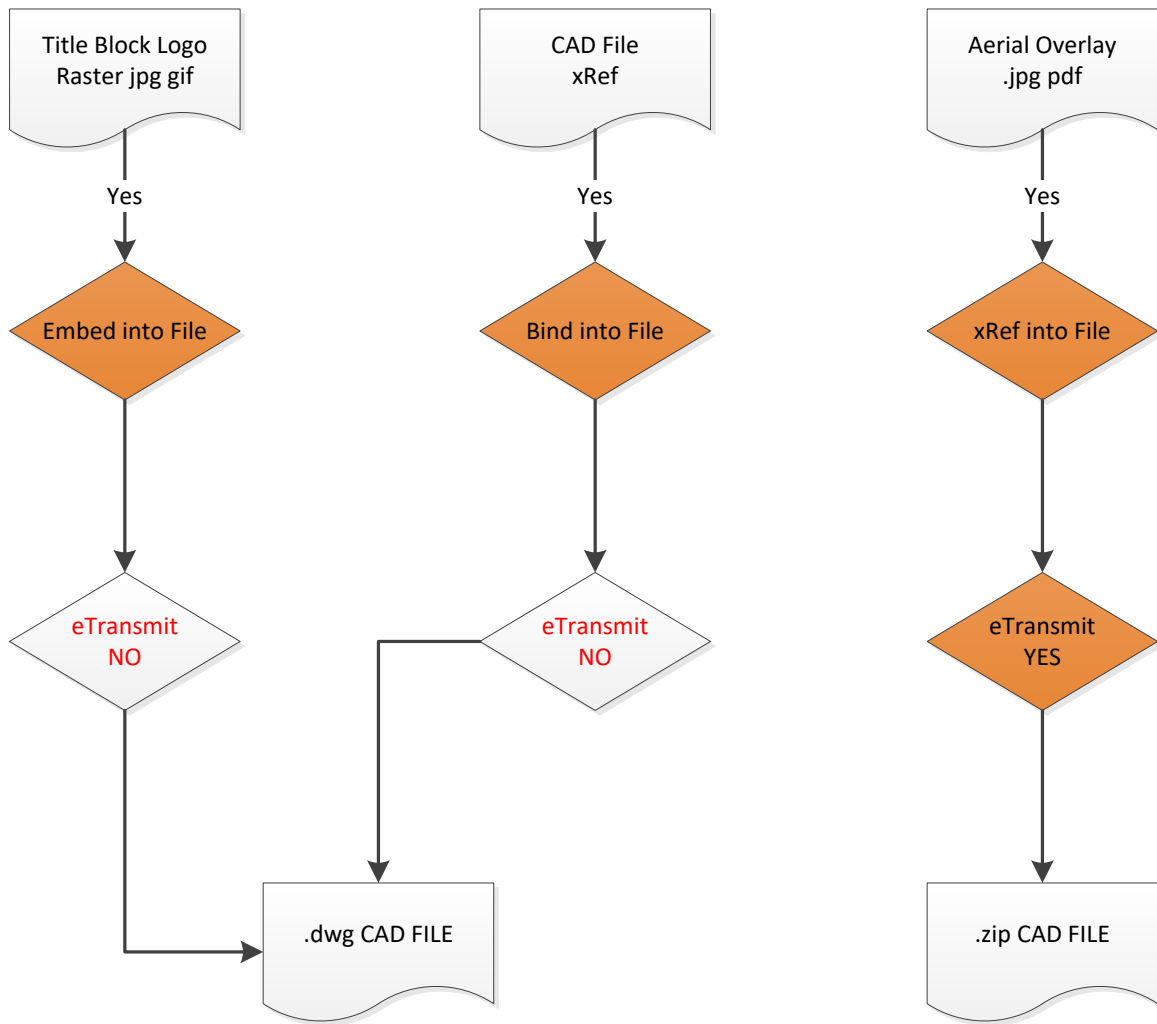 Title Block Logo
Raster jpg gif
CAD File
xRef
Aerial Overlay
.jpg pdf
Yes
Yes
Yes
Embed into File
Bind into File
xRef into File
eTransmit
NO
eTransmit
NO
eTransmit
YES
.dwg CAD FILE
.zip CAD FILE